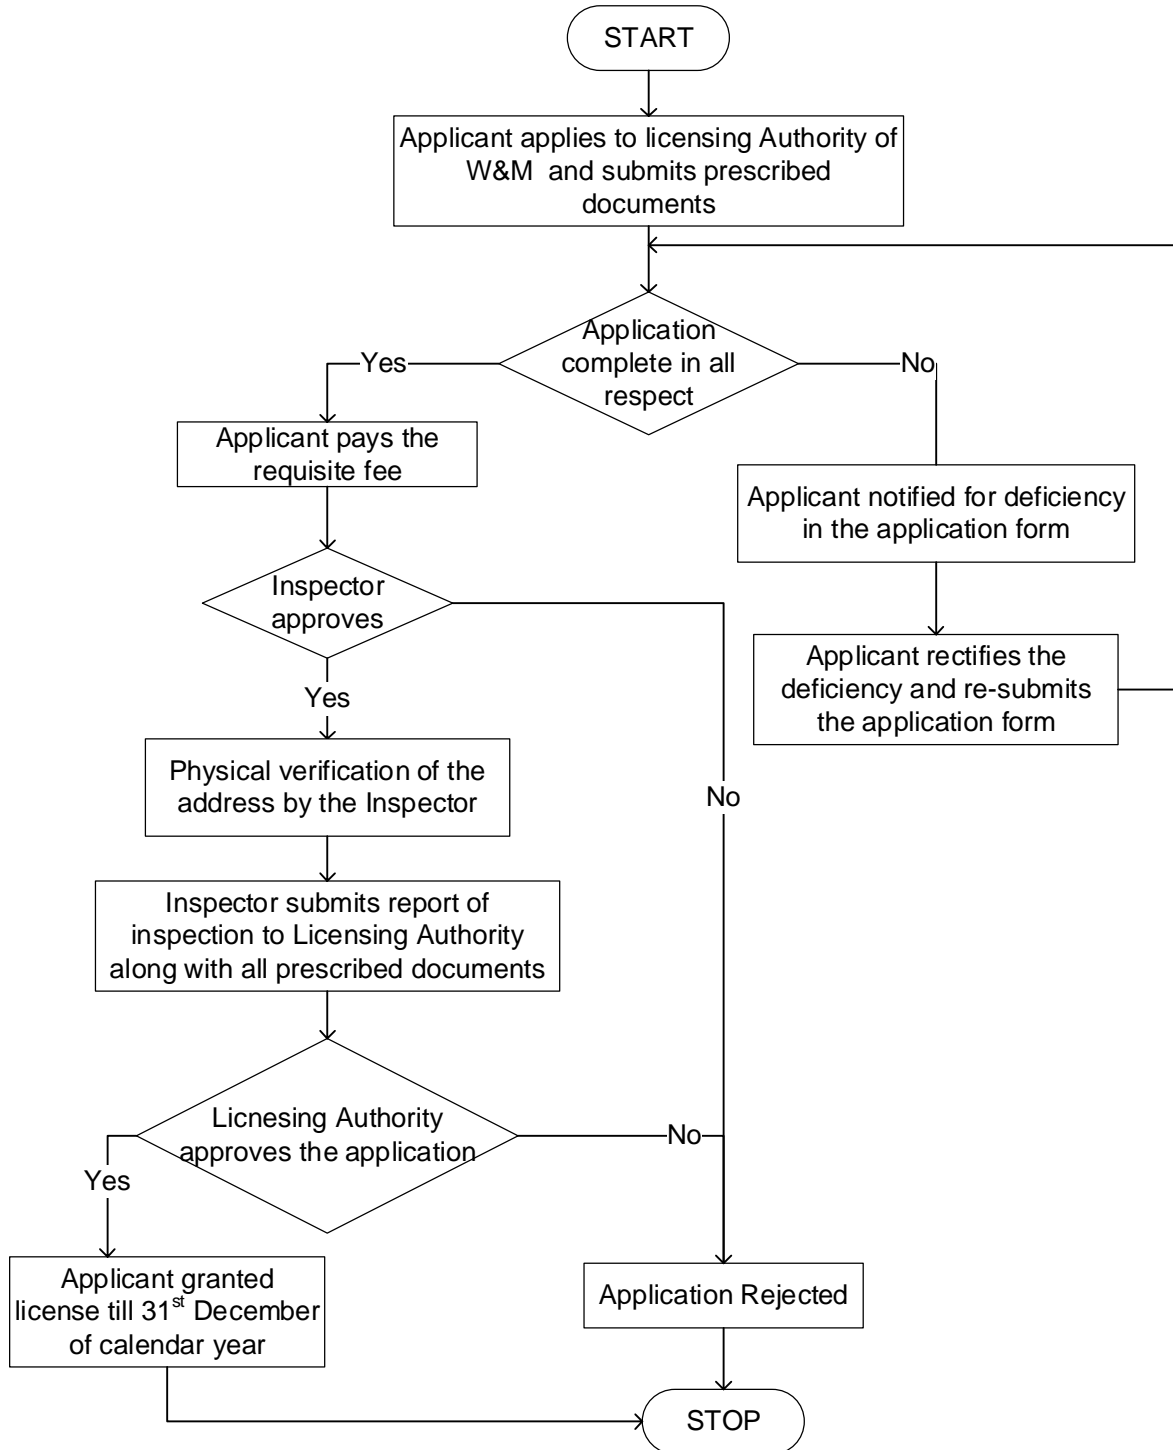 START
Applicant applies to licensing Authority of
W&M and submits prescribed
documents
Application
complete in all
respect
Yes
No
Applicant pays the
requisite fee
Applicant notified for deficiency
in the application form
Inspector
approves
Yes
Applicant rectifies the
deficiency and re-submits
the application form
Physical verification of the
address by the Inspector
No
Inspector submits report of
inspection to Licensing Authority
along with all prescribed documents
Licnesing Authority
approves the application
No
Yes
Applicant granted
license till 31st December
of calendar year
Application Rejected
STOP